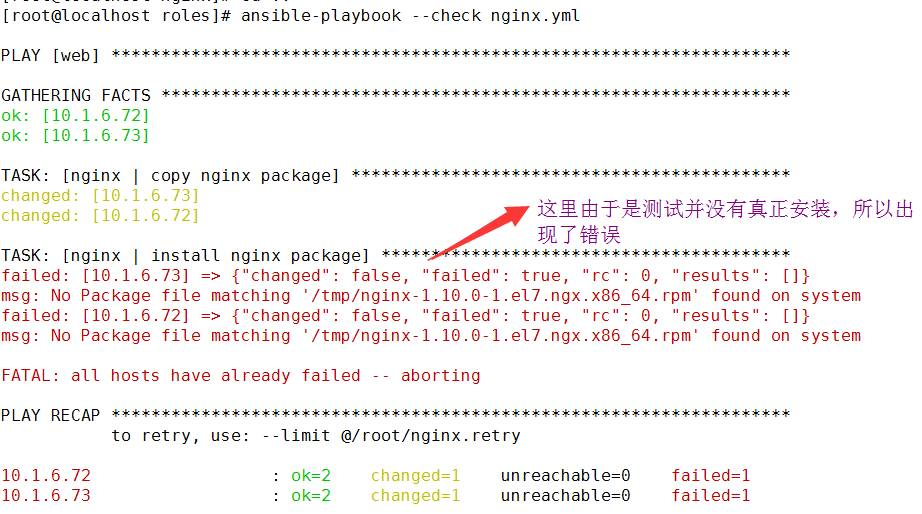 [root@localhost roles]# ansible-playbook --check nginx.yml
PLAY [web] ********************************************************************
GATHERING FACTS ***************************************************************
ok: [10.1.6.72]
ok: [10.1.6.73]
TASK: [nginx | copy nginx package] ********************************************
changed: [10.1.6.73]
changed: [10.1.6.72]
这里由于是测试并没有真正安装，所以出
现了错误
TASK: [nginx | install nginx package] *****************************************
failed: [10.1.6.73] => {"changed": false, "failed": true, "rc": 0, "results": []}
msg: No Package file matching '/tmp/nginx-1.10.0-1.el7.ngx.x86_64.rpm' found on system
failed: [10.1.6.72] => {"changed": false, "failed": true, "rc": 0, "results": []}
msg: No Package file matching '/tmp/nginx-1.10.0-1.el7.ngx.x86_64.rpm' found on system
FATAL: all hosts have already failed -- aborting
PLAY RECAP ********************************************************************
to retry, use: --limit @/root/nginx.retry
10.1.6.72 : ok=2 changed=1 unreachable=0 failed=1
10.1.6.73 : ok=2 changed=1 unreachable=0 failed=1